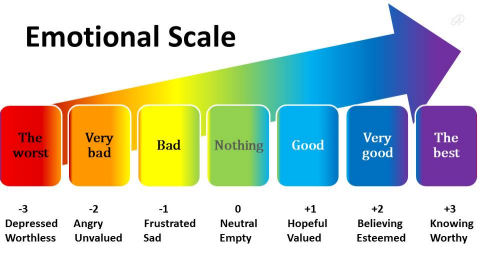 Emotional Scale
The
worst
Very
bad
Bad
Nothing
Good
Very
good
The
best
-3
Depressed
Worthless
-2
Angry
Unvalued
-1
Frustrated
Sad
0
Neutral
Empty
+1
Hopeful
Valued
+2
Believing
Esteemed
+3
Knowing
Worthy